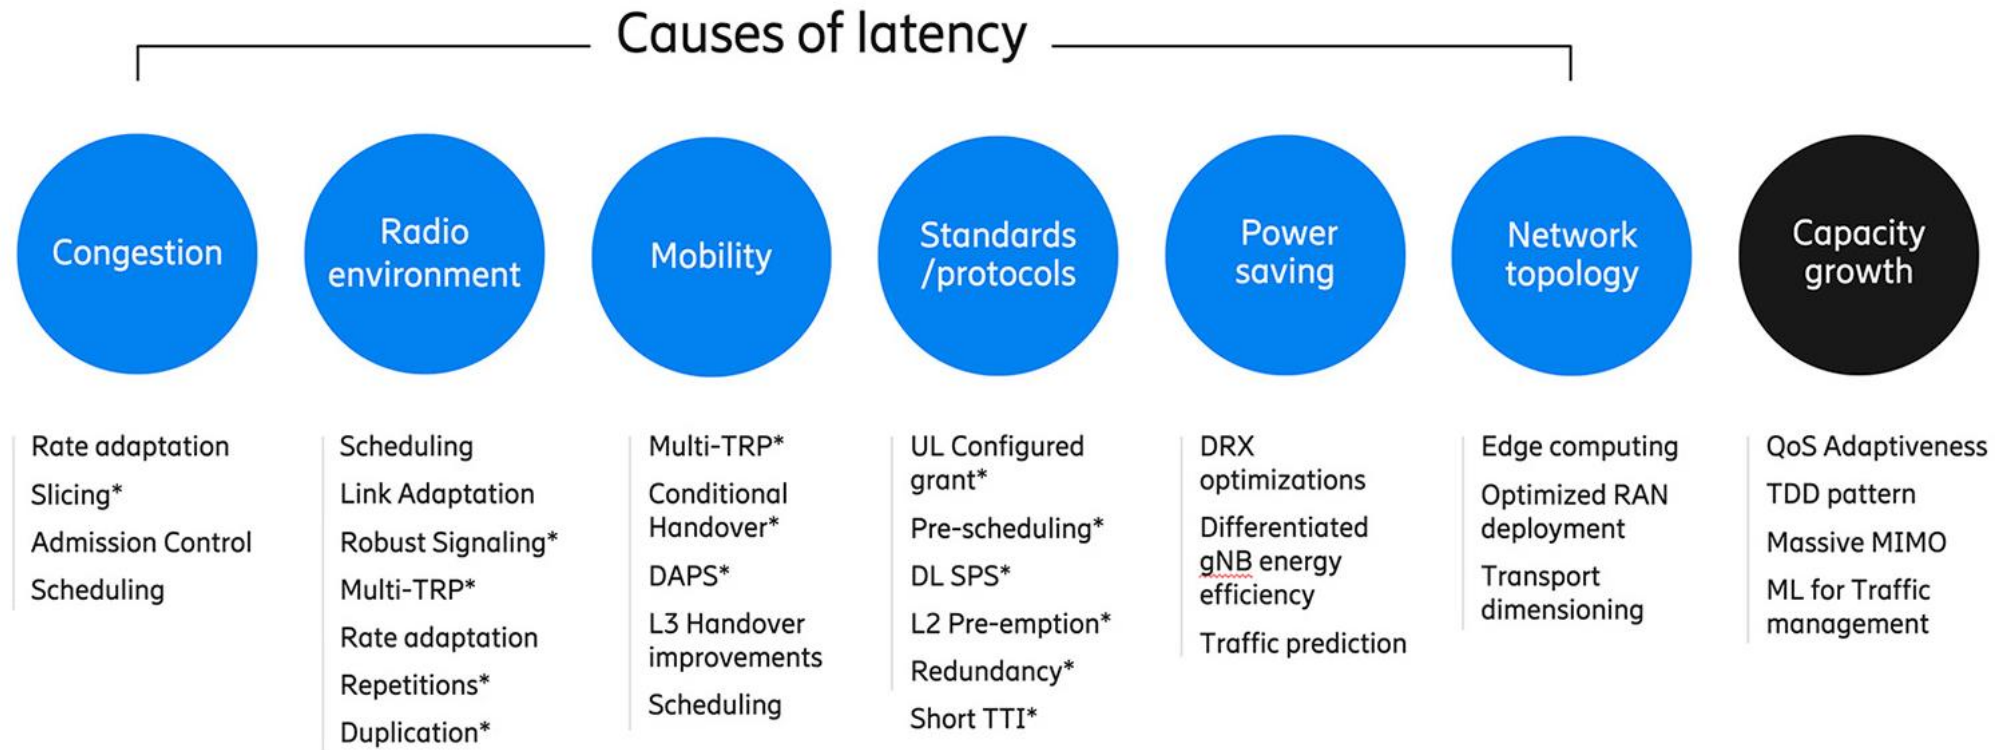 Causes of latency
Congestion
Radio
environment
Mobility
Standards
/protocols
Power
saving
Network
topology
Capacity
growth
Rate adaptation
Slicing*
Admission Control
Scheduling
Scheduling
Link Adaptation
Robust Signaling*
Multi-TRP*
Rate adaptation
Repetitions*
Duplication*
Multi-TRP*
Conditional
Handover*
DAPS*
L3 Handover
improvements
Scheduling
UL Configured
grant*
Pre-scheduling*
DL SPS*
L2 Pre-emption*
Redundancy*
Short TTI*
DRX
optimizations
Differentiated
gNB energy
efficiency
Traffic prediction
Edge computing
Optimized RAN
deployment
Transport
dimensioning
QoS Adaptiveness
TDD pattern
Massive MIMO
ML for Traffic
management